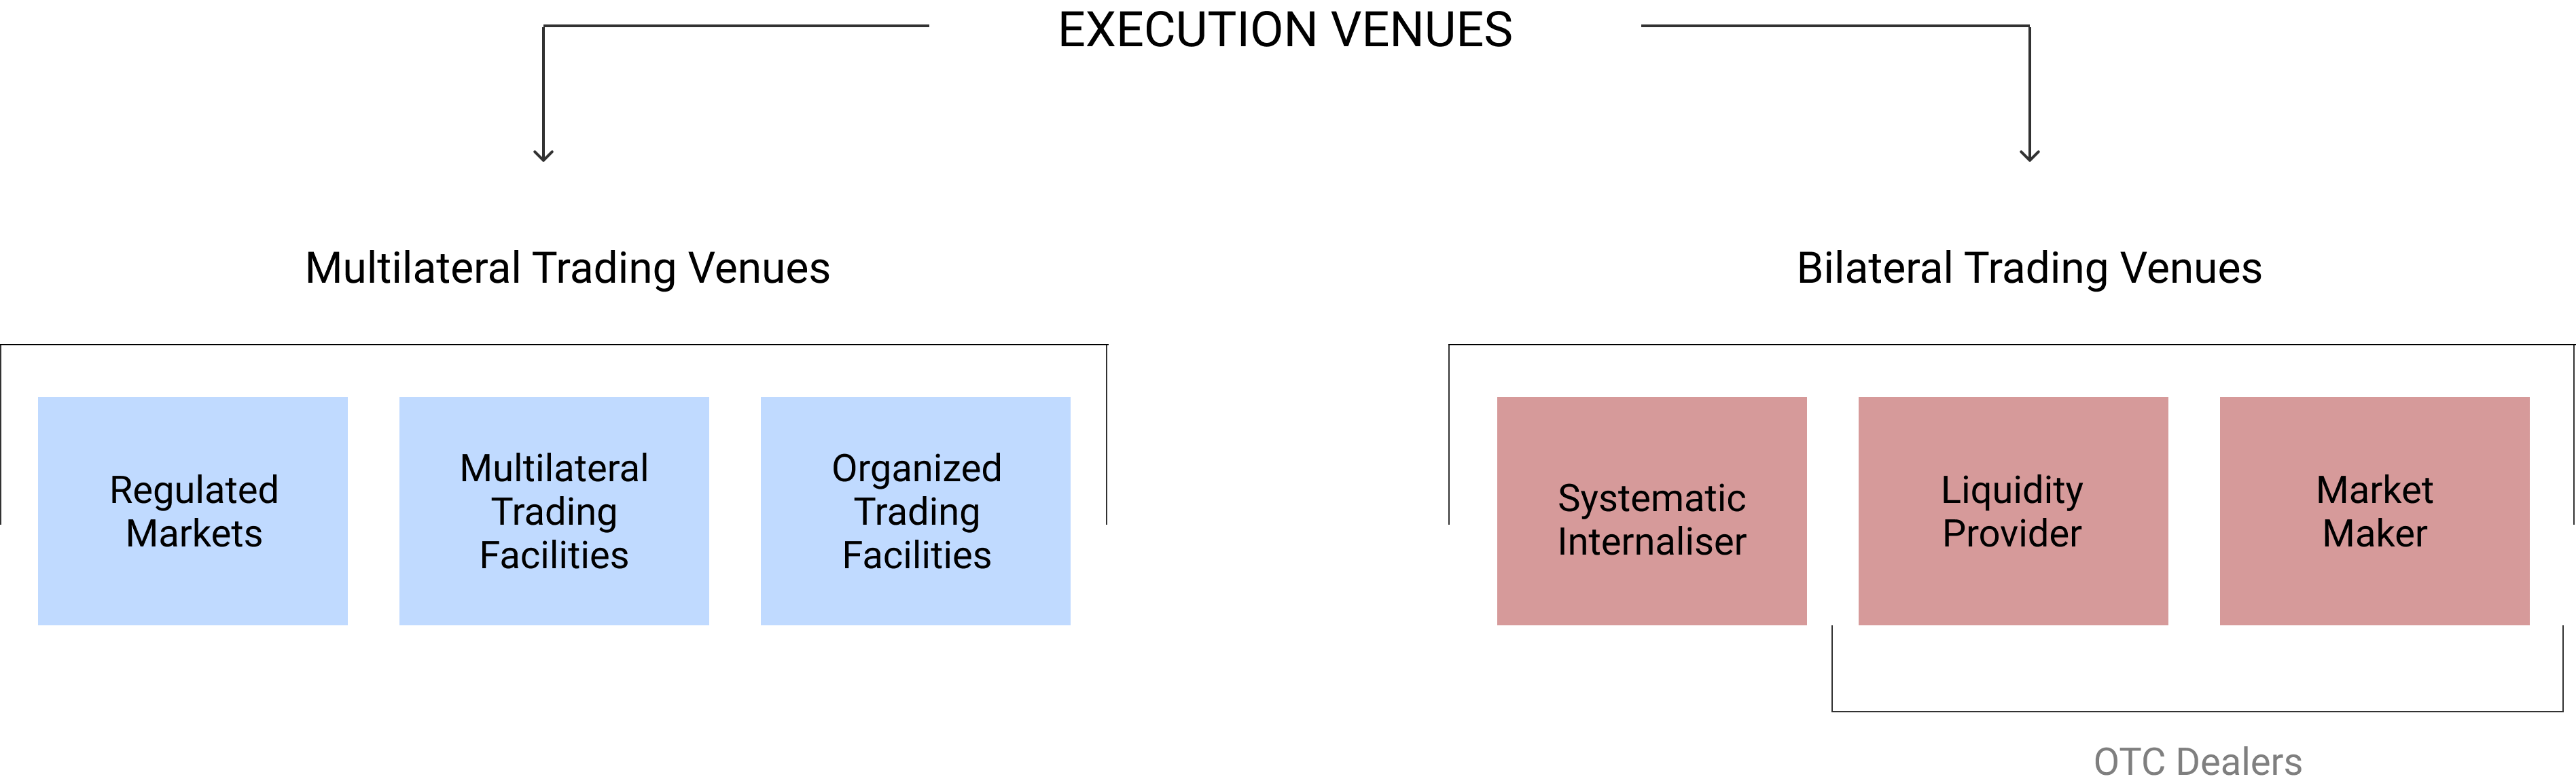 EXECUTION VENUES
Multilateral Trading Venues
Bilateral Trading Venues
Regulated
Markets
Multilateral
Trading
Facilities
Organized
Trading
Facilities
Systematic
Internaliser
Liquidity
Provider
Market
Maker
OTC Dealers